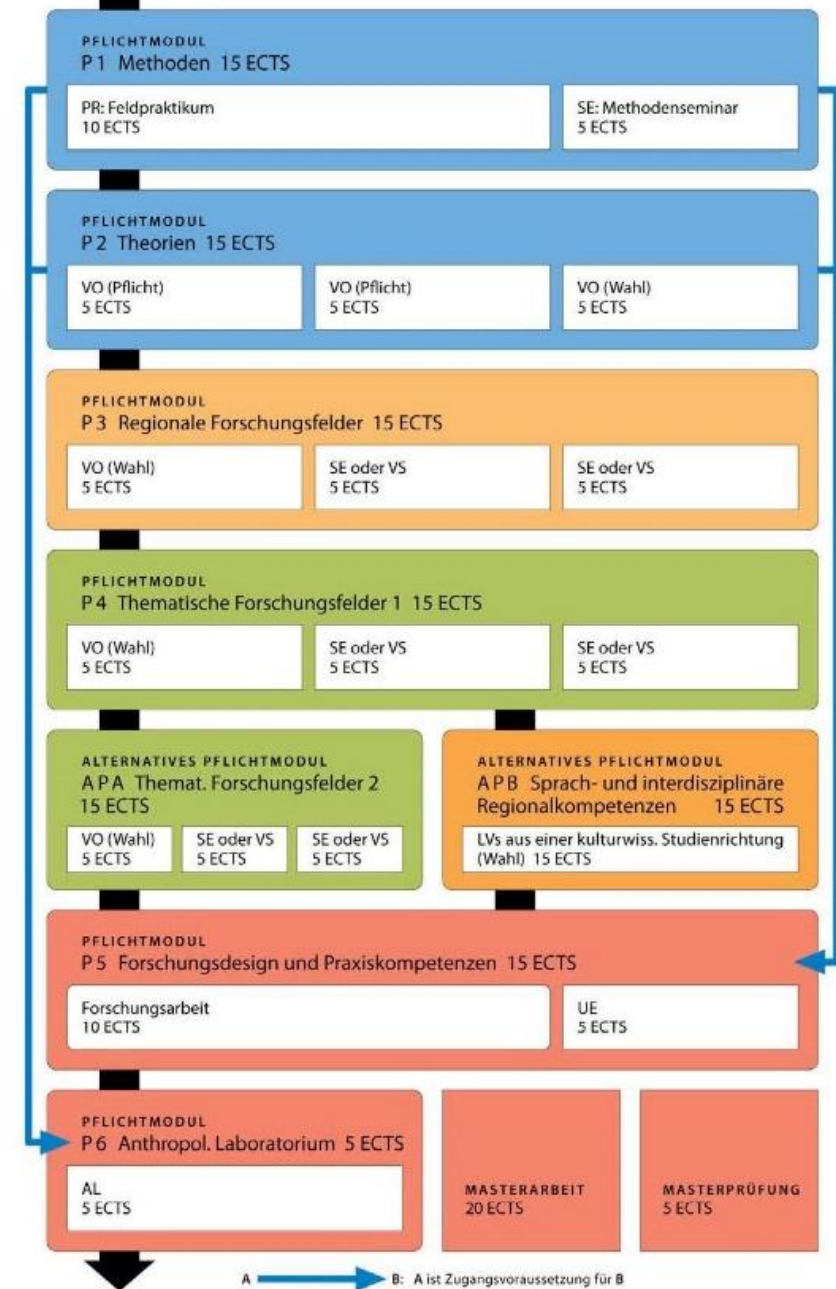 PFLICHTMODUL
P 1 Methoden 15 ECTS
PR: Feldpraktikum
10 ECTS
SE: Methodenseminar
5 ECTS
PFLICHTMODUL
P 2 Theorien 15 ECTS
VO (Pflicht)
5 ECTS
VO (Pflicht)
5 ECTS
VO (Wahl)
5 ECTS
PFLICHTMODUL
P 3 Regionale Forschungsfelder 15 ECTS
VO (Wahl)
5 ECTS
SE oder VS
5 ECTS
SE oder VS
5 ECTS
PFLICHTMODUL
P 4 Thematische Forschungsfelder 1 15 ECTS
VO (Wahl)
5 ECTS
SE oder VS
5 ECTS
SE oder VS
5 ECTS
ALTERNATIVES PFLICHTMODUL
A P A Themat. Forschungsfelder 2
15 ECTS
VO (Wahl)
5 ECTS
SE oder VS
5 ECTS
SE oder VS
5 ECTS
ALTERNATIVES PFLICHTMODUL
A P B Sprach- und interdisziplinäre
Regionalkompetenzen 15 ECTS
LVs aus einer kulturwiss. Studienrichtung
(Wahl) 15 ECTS
PFLICHTMODUL
P 5 Forschungsdesign und Praxiskompetenzen 15 ECTS
Forschungsarbeit
10 ECTS
UE
5 ECTS
PFLICHTMODUL
P 6 Anthropol. Laboratorium 5 ECTS
AL
5 ECTS
MASTERARBEIT
20 ECTS
MASTERPRÜFUNG
5 ECTS
A B: A ist Zugangsvoraussetzung für B